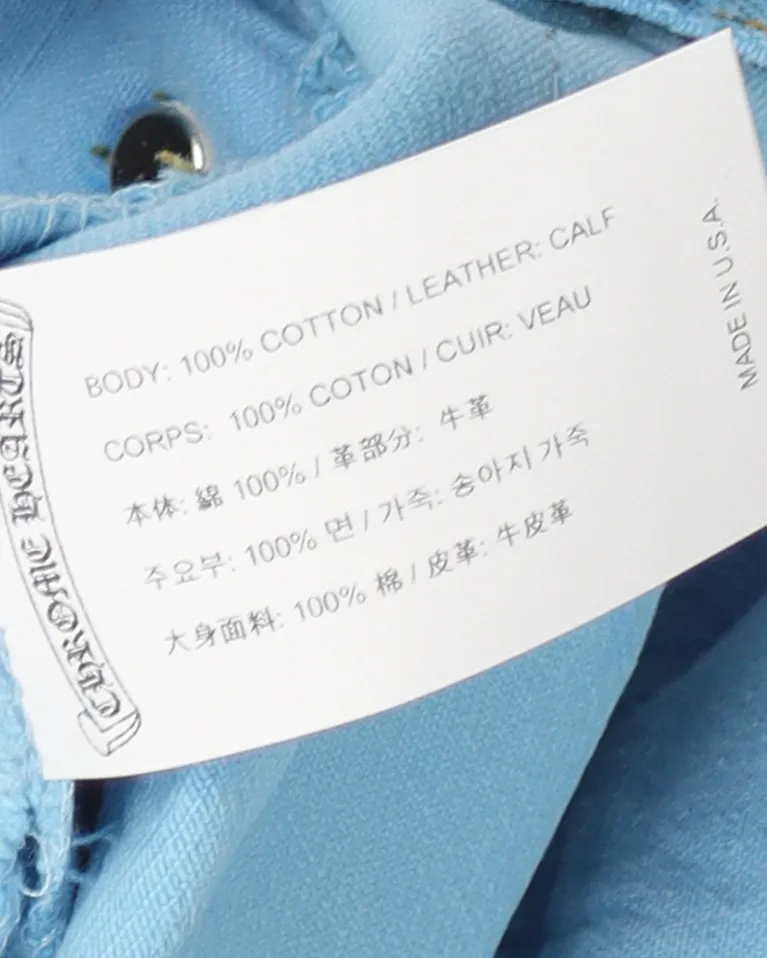 CHROME HEARTS
BODY: 100% COTTON / LEATHER: CALF
CORPS: 100% COTON / CUIR: VEAU
本体: 綿 100% / 革部分: 牛革
주요부: 100% 면 / 가죽: 송아지 가죽
大身面料: 100% 棉 / 皮革: 牛皮革
MADE IN U.S.A.